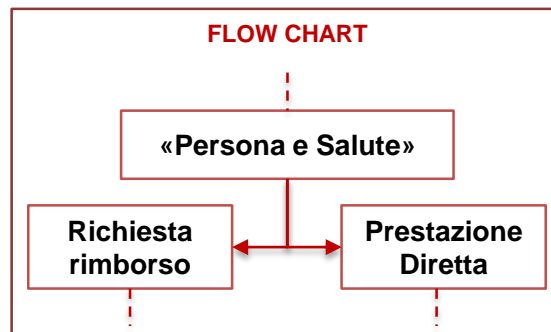 FLOW CHART
«Persona e Salute»
Richiesta
rimborso
Prestazione
Diretta